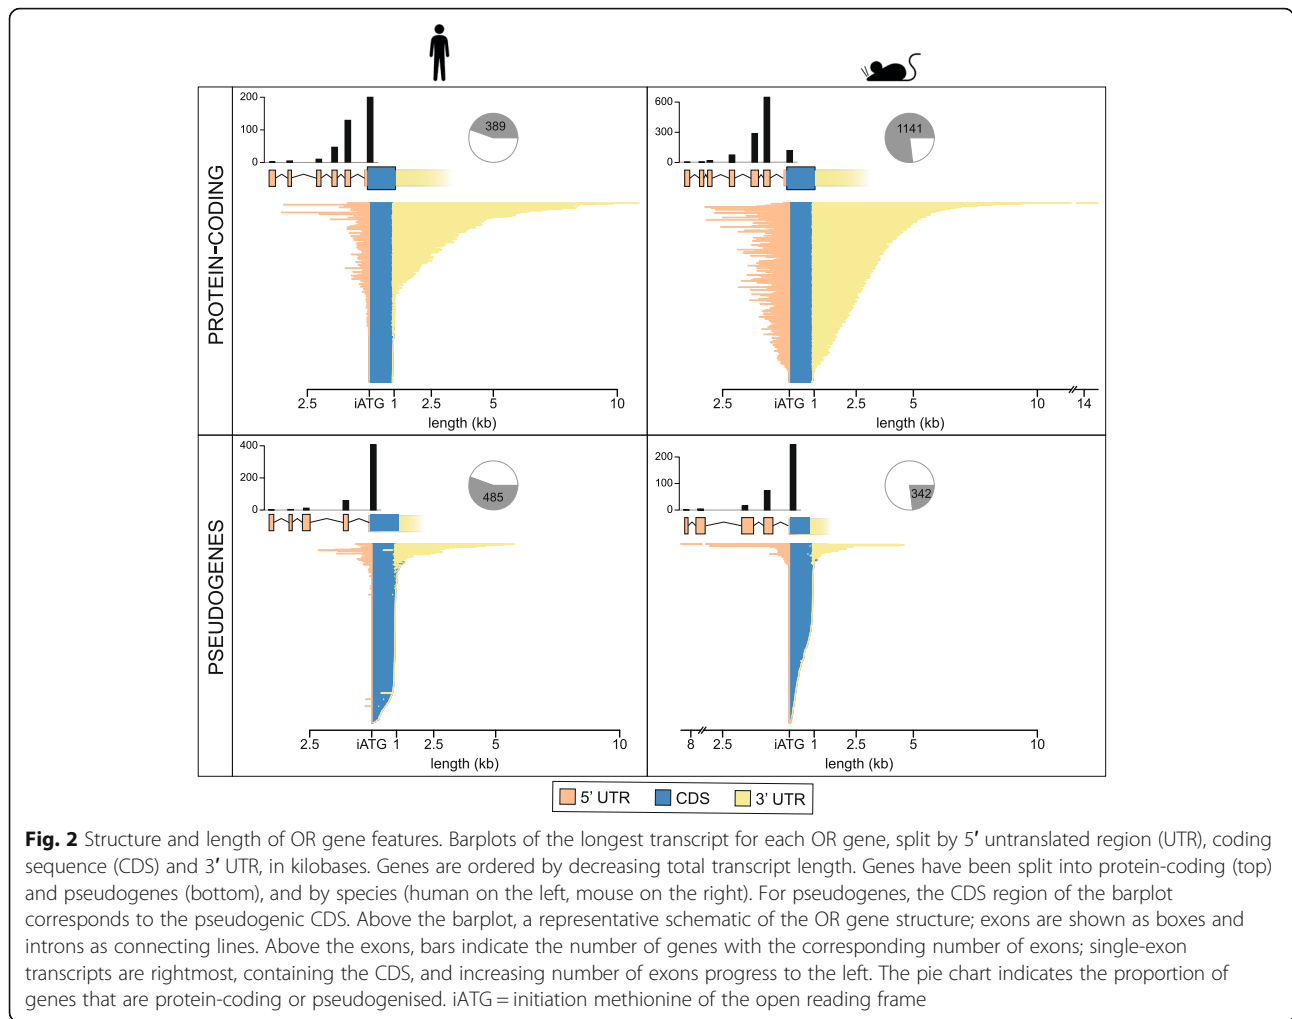 PROTEIN-CODING
200
100
0
389
2.5 iATG 1 2.5 5 10
length (kb)
600
300
0
1141
2.5 iATG 1 2.5 5 10 14
length (kb)
PSEUDOGENES
400
200
0
485
2.5 iATG 1 2.5 5 10
length (kb)
200
100
0
342
8 2.5 iATG 1 2.5 5 10
length (kb)
5' UTR CDS 3' UTR
Fig. 2 Structure and length of OR gene features. Barplots of the longest transcript for each OR gene, split by 5′ untranslated region (UTR), coding
sequence (CDS) and 3′ UTR, in kilobases. Genes are ordered by decreasing total transcript length. Genes have been split into protein-coding (top)
and pseudogenes (bottom), and by species (human on the left, mouse on the right). For pseudogenes, the CDS region of the barplot
corresponds to the pseudogenic CDS. Above the barplot, a representative schematic of the OR gene structure; exons are shown as boxes and
introns as connecting lines. Above the exons, bars indicate the number of genes with the corresponding number of exons; single-exon
transcripts are rightmost, containing the CDS, and increasing number of exons progress to the left. The pie chart indicates the proportion of
genes that are protein-coding or pseudogenised. iATG = initiation methionine of the open reading frame